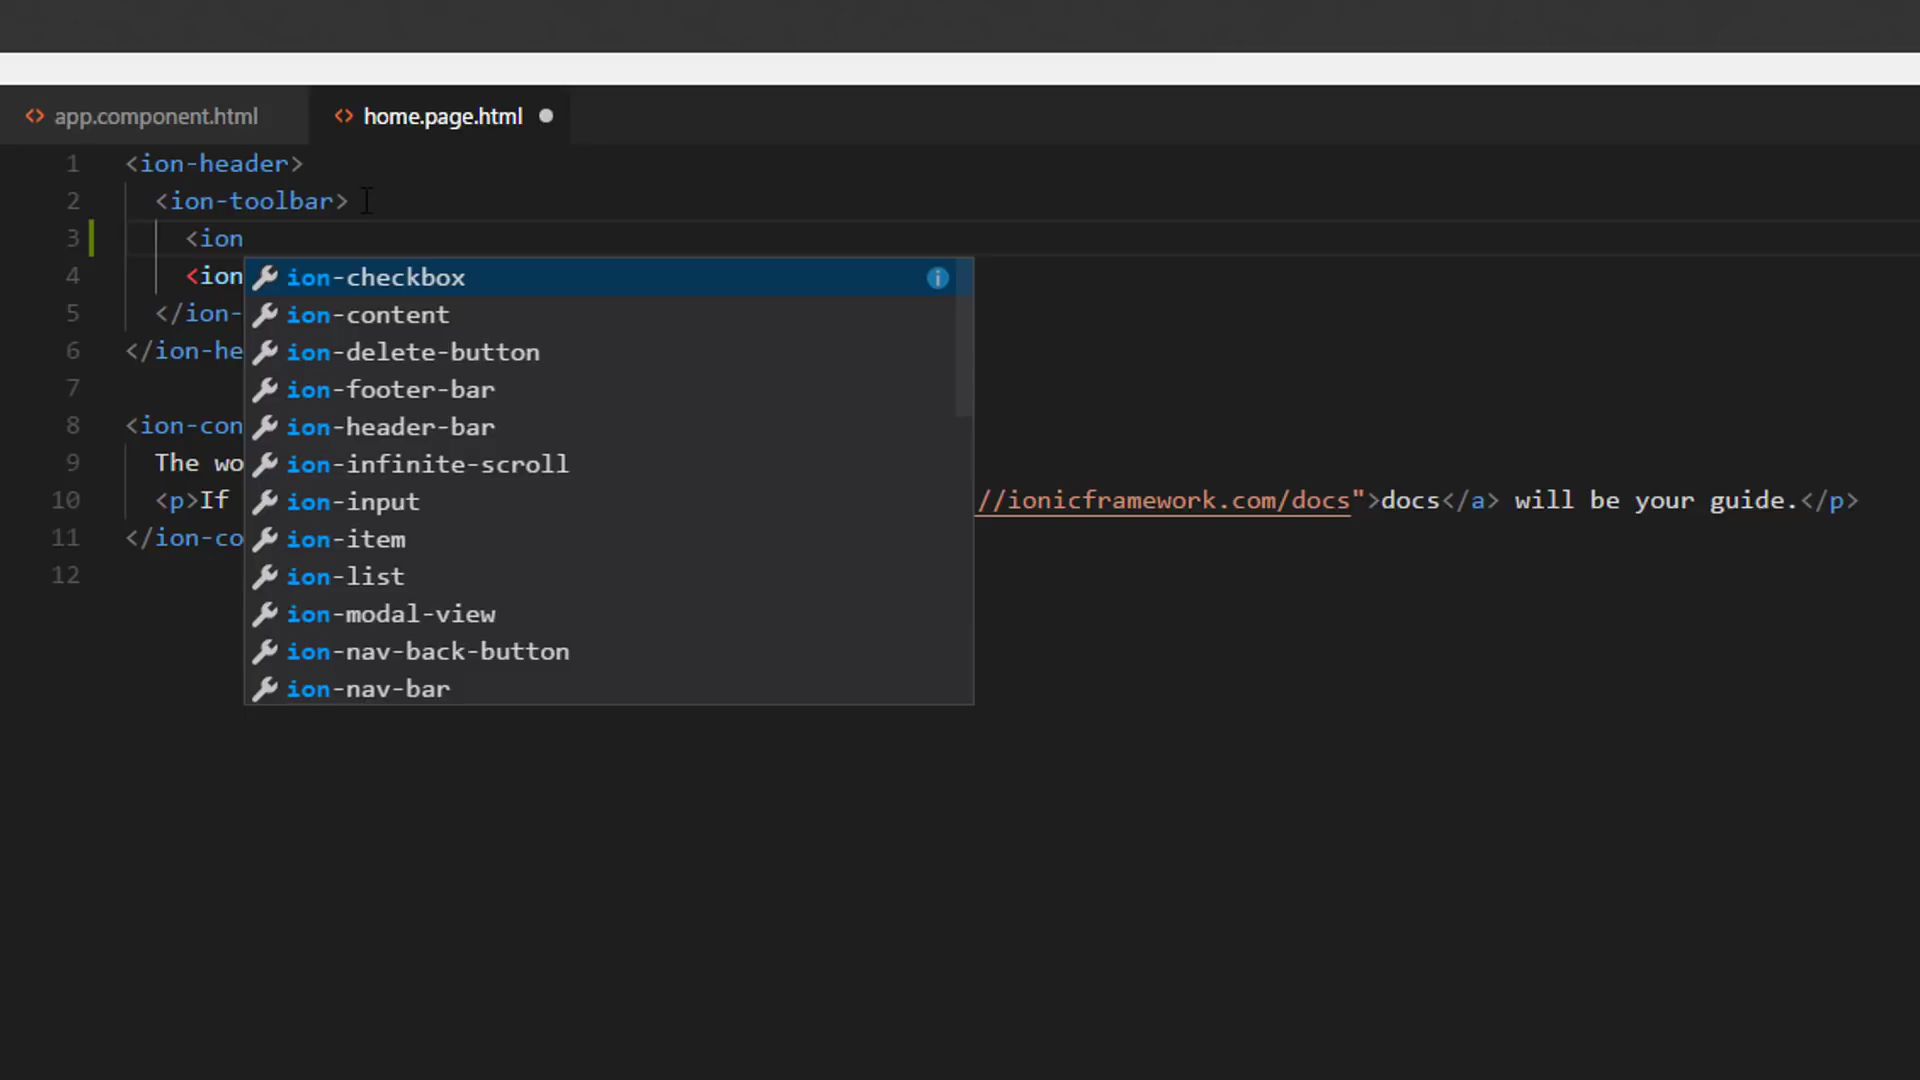 app.component.html
home.page.html
1 <ion-header>
2 <ion-toolbar>
3 <ion
4 <ion
5 </ion-
6 </ion-he
7
8 <ion-con
9 The wo
10 <p>If //ionicframework.com/docs">docs</a> will be your guide.</p>
11 </ion-co
12
ion-checkbox
ion-content
ion-delete-button
ion-footer-bar
ion-header-bar
ion-infinite-scroll
ion-input
ion-item
ion-list
ion-modal-view
ion-nav-back-button
ion-nav-bar